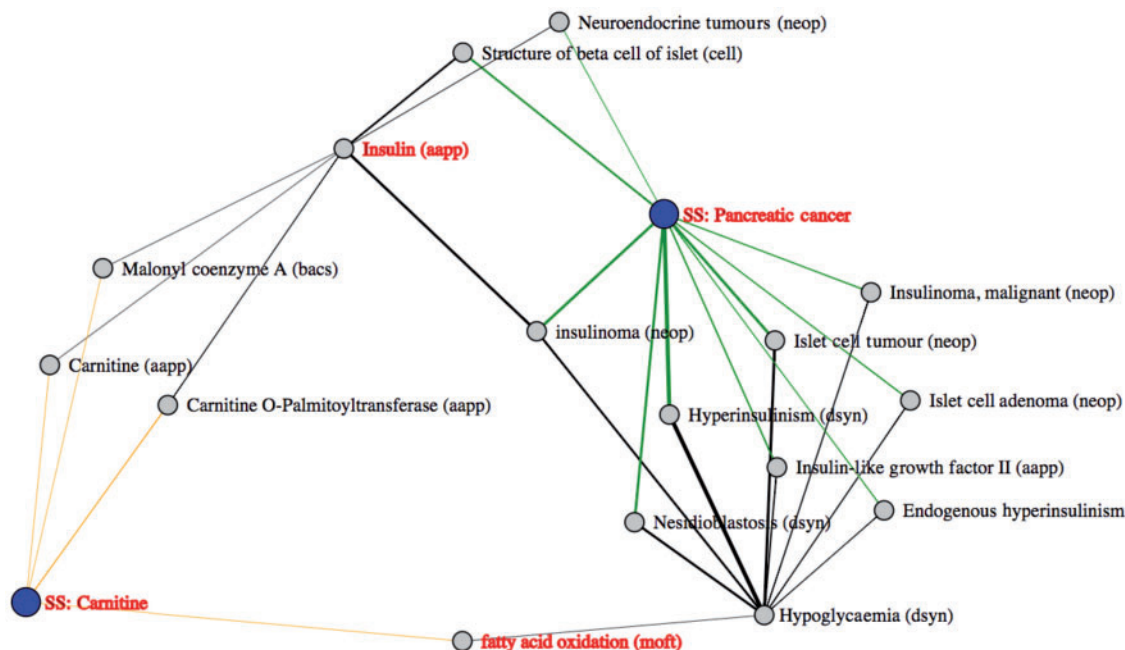 Neuroendocrine tumours (neop)
Structure of beta cell of islet (cell)
Insulin (aapp)
SS: Pancreatic cancer
Malonyl coenzyme A (bacs)
Insulinoma, malignant (neop)
insulinoma (neop)
Islet cell tumour (neop)
Carnitine (aapp)
Carnitine O-Palmitoyltransferase (aapp)
Islet cell adenoma (neop)
Hyperinsulinism (dsyn)
Insulin-like growth factor II (aapp)
Endogenous hyperinsulinism
Nesidioblastosis (dsyn)
SS: Carnitine
Hypoglycaemia (dsyn)
fatty acid oxidation (moft)